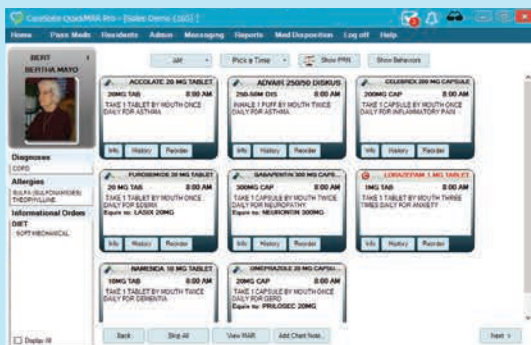 CareSuite QuickMAR Pro - [Sales Demo (165) ]
3
Home Pass Meds Residents Admin Messaging Reports Med Disposition Log off Help
BERT
BERTHA MAYO
AM
Pick a Time
Show PRN
Show Behaviors
Diagnoses
COPD
Allergies
SULFA (SULFONAMIDES)
THEOPHYLLINE
Informational Orders
DIET
SOFT MECHANICAL
Display All
ACCOLATE 20 MG TABLET
20MG TAB 8:00 AM
TAKE 1 TABLET BY MOUTH ONCE
DAILY FOR ASTHMA
Info History Reorder
ADVAIR 250/50 DISKUS
250-50M DIS 8:00 AM
INHALE 1 PUFF BY MOUTH TWICE
DAILY FOR ASTHMA
Info History Reorder
CELEBREX 200 MG CAPSULE
200MG CAP 8:00 AM
TAKE 1 CAPSULE BY MOUTH ONCE
DAILY FOR INFLAMMATORY PAIN
Info History Reorder
FUROSEMIDE 20 MG TABLET
20 MG TAB 8:00 AM
TAKE 1 TABLET BY MOUTH ONCE
DAILY FOR EDEMA
Equiv to: LASIX 20MG
Info History Reorder
GABAPENTIN 300 MG CAPS...
300MG CAP 8:00 AM
TAKE 1 CAPSULE BY MOUTH TWICE
DAILY FOR NEUROPATHY
Equiv to: NEURONTIN 300MG
Info History Reorder
LORAZEPAM 1 MG TABLET
1MG TAB 8:00 AM
TAKE 1 TABLET BY MOUTH THREE
TIMES DAILY FOR ANXIETY
Info History Reorder
NAMENDA 10 MG TABLET
10MG TAB 8:00 AM
TAKE 1 TABLET BY MOUTH TWICE
DAILY FOR DEMENTIA
OMEPRAZOLE 20 MG CAPSU...
20MG CAP 8:00 AM
TAKE 1 CAPSULE BY MOUTH ONCE
DAILY FOR GERD
Equiv to: PRILOSEC 20MG
Back Skip All View MAR Add Chart Note... Next >